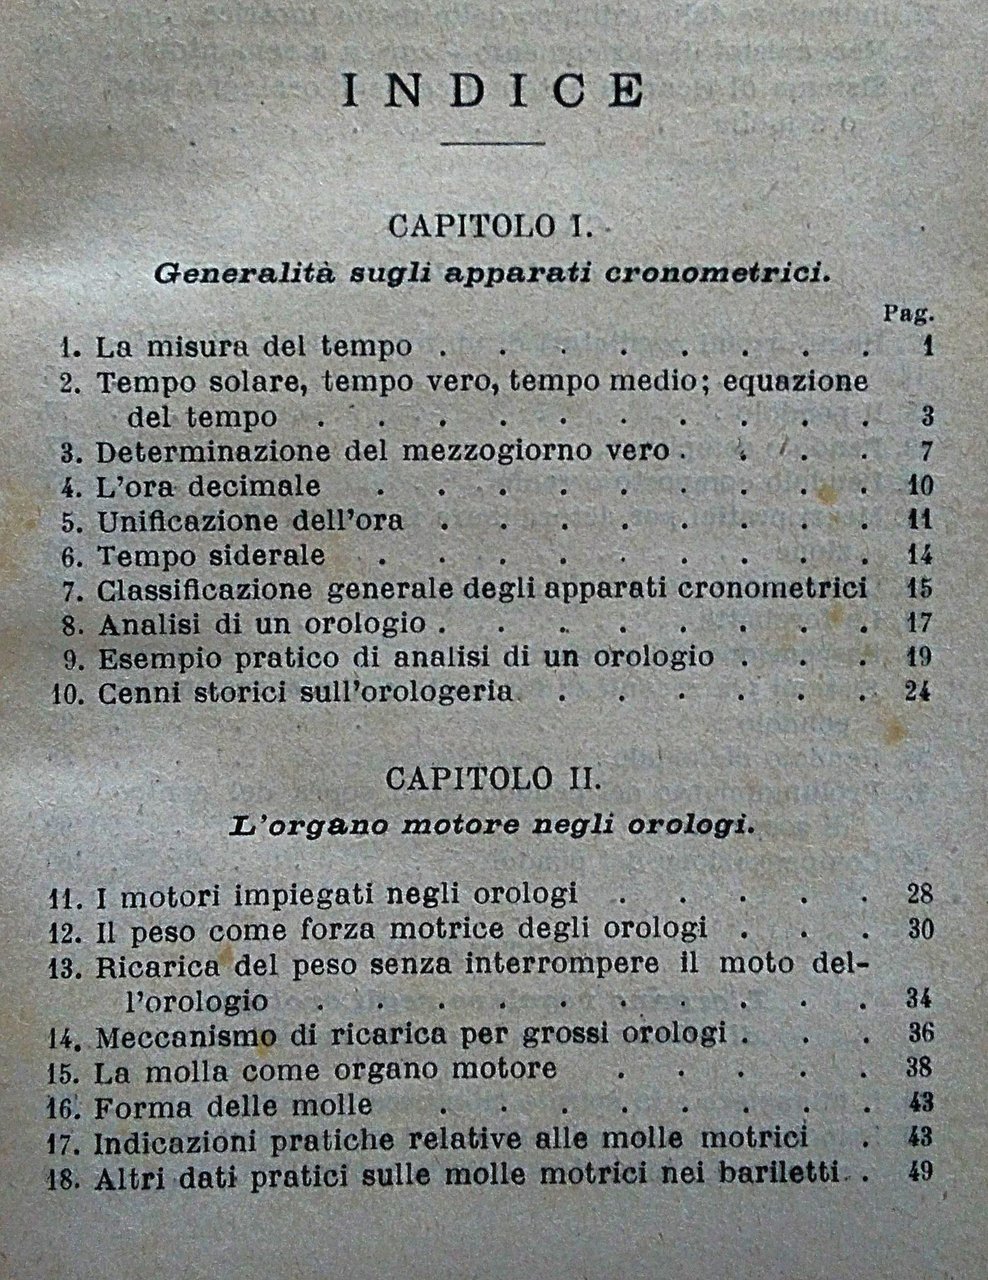 INDICE
CAPITOLO I.
Generalità sugli apparati cronometrici.
Pag.
1. La misura del tempo . . . . . . . . 1
2. Tempo solare, tempo vero, tempo medio; equazione
del tempo . . . . . . . . . . 3
3. Determinazione del mezzogiorno vero . . . . 7
4. L'ora decimale . . . . . . . . . 10
5. Unificazione dell'ora . . . . . . . . 11
6. Tempo siderale . . . . . . . . . 14
7. Classificazione generale degli apparati cronometrici 15
8. Analisi di un orologio . . . . . . . . 17
9. Esempio pratico di analisi di un orologio . . . 19
10. Cenni storici sull'orologeria . . . . . . 24
CAPITOLO II.
L'organo motore negli orologi.
11. I motori impiegati negli orologi . . . . . 28
12. Il peso come forza motrice degli orologi . . . 30
13. Ricarica del peso senza interrompere il moto del-
l'orologio . . . . . . . . . . 34
14. Meccanismo di ricarica per grossi orologi . . . 36
15. La molla come organo motore . . . . . 38
16. Forma delle molle . . . . . . . . 43
17. Indicazioni pratiche relative alle molle motrici . 43
18. Altri dati pratici sulle molle motrici nei bariletti . . 49